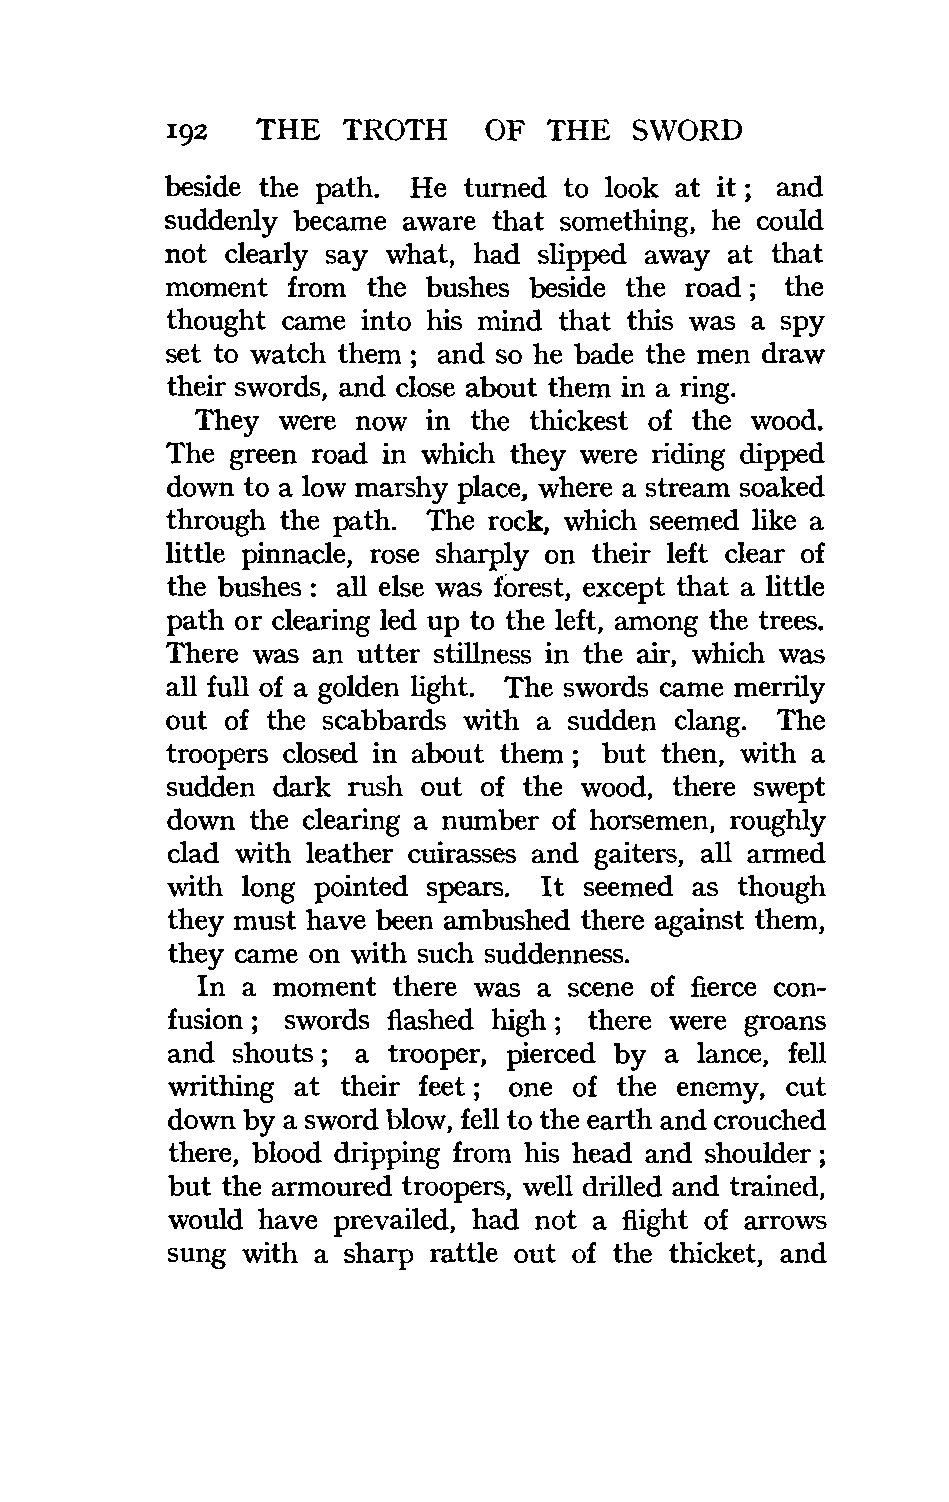 192 THE TROTH OF THE SWORD
beside the path. He turned to look at it; and
suddenly became aware that something, he could
not clearly say what, had slipped away at that
moment from the bushes beside the road; the
thought came into his mind that this was a spy
set to watch them; and so he bade the men draw
their swords, and close about them in a ring.
They were now in the thickest of the wood.
The green road in which they were riding dipped
down to a low marshy place, where a stream soaked
through the path. The rock, which seemed like a
little pinnacle, rose sharply on their left clear of
the bushes: all else was forest, except that a little
path or clearing led up to the left, among the trees.
There was an utter stillness in the air, which was
all full of a golden light. The swords came merrily
out of the scabbards with a sudden clang. The
troopers closed in about them; but then, with a
sudden dark rush out of the wood, there swept
down the clearing a number of horsemen, roughly
clad with leather cuirasses and gaiters, all armed
with long pointed spears. It seemed as though
they must have been ambushed there against them,
they came on with such suddenness.
In a moment there was a scene of fierce con-
fusion; swords flashed high; there were groans
and shouts; a trooper, pierced by a lance, fell
writhing at their feet; one of the enemy, cut
down by a sword blow, fell to the earth and crouched
there, blood dripping from his head and shoulder;
but the armoured troopers, well drilled and trained,
would have prevailed, had not a flight of arrows
sung with a sharp rattle out of the thicket, and